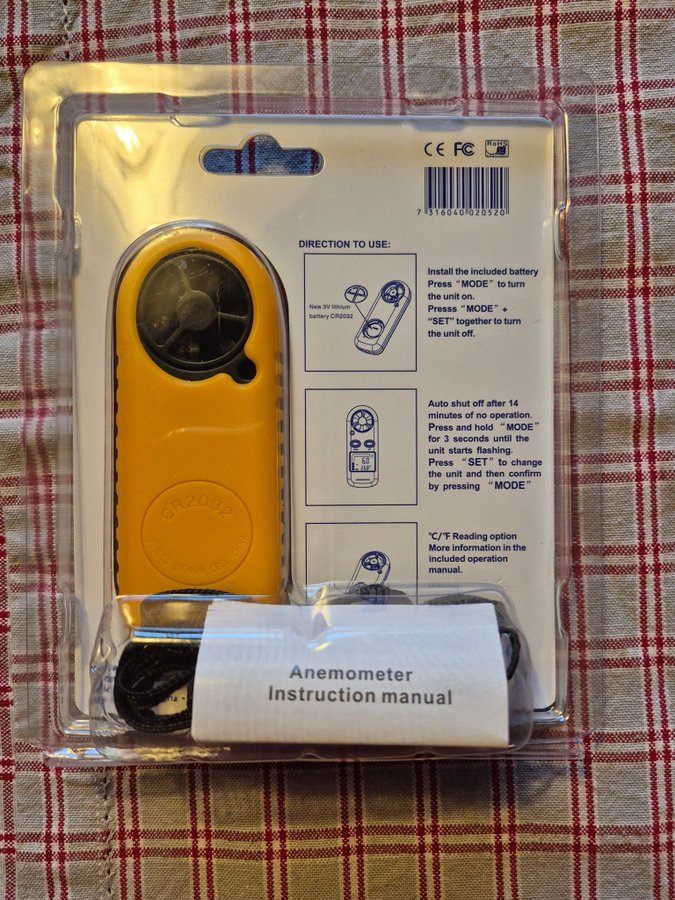 CE FC RoHS
7 316040 020520
DIRECTION TO USE:
New 3V lithium
battery CR2032
Install the included battery
Press “MODE” to turn
the unit on.
Presss “MODE” +
“SET” together to turn
the unit off.
Auto shut off after 14
minutes of no operation.
Press and hold “MODE”
for 3 seconds until the
unit starts flashing.
Press “SET” to change
the unit and then confirm
by pressing “MODE”
℃/℉ Reading option
More information in the
included operation
manual.
CR2032
Anemometer
Instruction manual